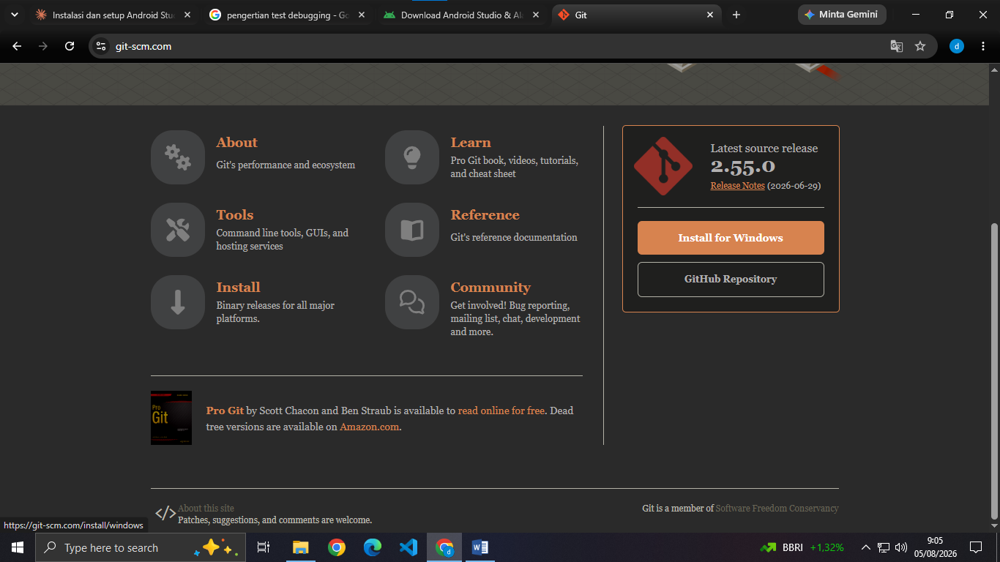 Instalasi dan setup Android Stu
pengertian test debugging - Go
Download Android Studio & Al
Git
Minta Gemini
git-scm.com
d
About
Git's performance and ecosystem
Learn
Pro Git book, videos, tutorials,
and cheat sheet
Tools
Command line tools, GUIs, and
hosting services
Reference
Git's reference documentation
Install
Binary releases for all major
platforms.
Community
Get involved! Bug reporting,
mailing list, chat, development
and more.
Latest source release
2.55.0
Release Notes (2026-06-29)
Install for Windows
GitHub Repository
Pro
Git
Pro Git by Scott Chacon and Ben Straub is available to read online for free. Dead
tree versions are available on Amazon.com.
</> About this site
Patches, suggestions, and comments are welcome.
Git is a member of Software Freedom Conservancy
https://git-scm.com/install/windows
Type here to search
d
BBRI +1,32%
9:05
05/08/2026